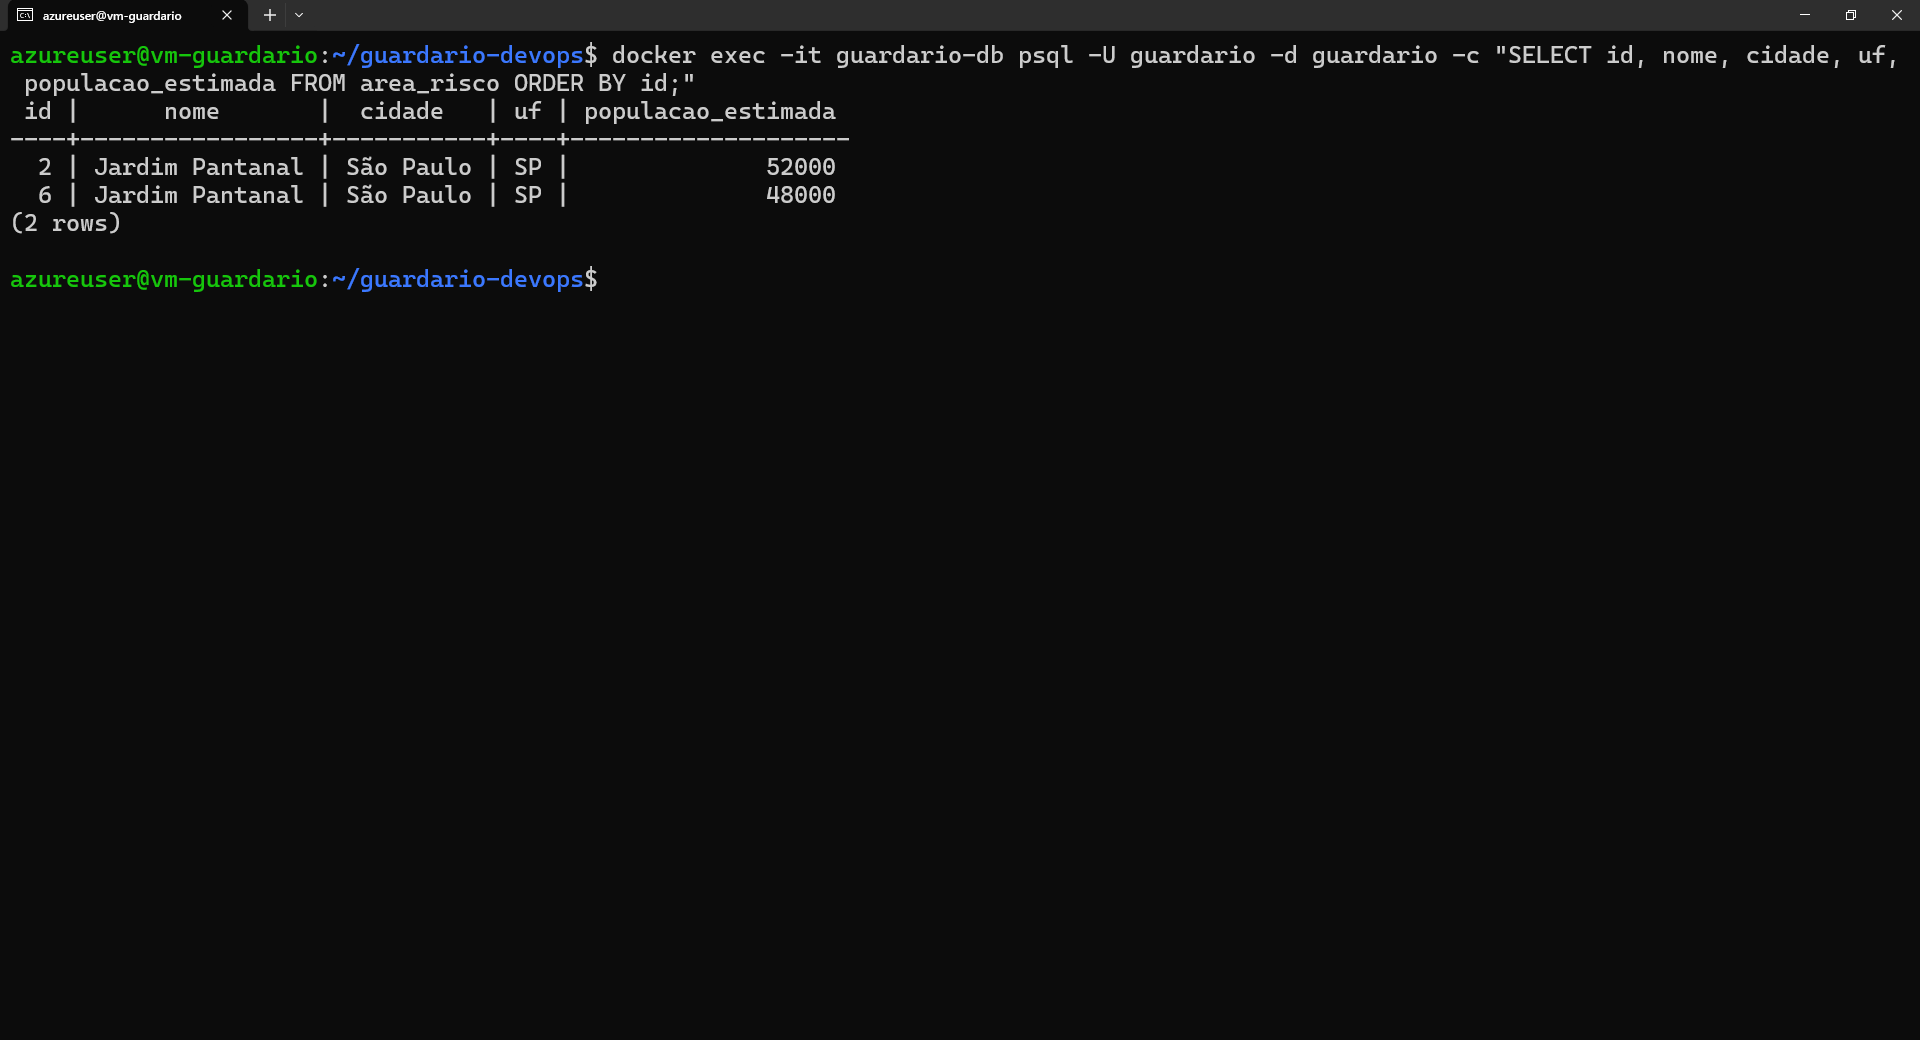 azureuser@vm-guardario
azureuser@vm-guardario:~/guardario-devops$ docker exec -it guardario-db psql -U guardario -d guardario -c "SELECT id, nome, cidade, uf,
 populacao_estimada FROM area_risco ORDER BY id;"
 id |      nome       |  cidade   | uf | populacao_estimada
----+-----------------+-----------+----+--------------------
  2 | Jardim Pantanal | São Paulo | SP |              52000
  6 | Jardim Pantanal | São Paulo | SP |              48000
(2 rows)
azureuser@vm-guardario:~/guardario-devops$